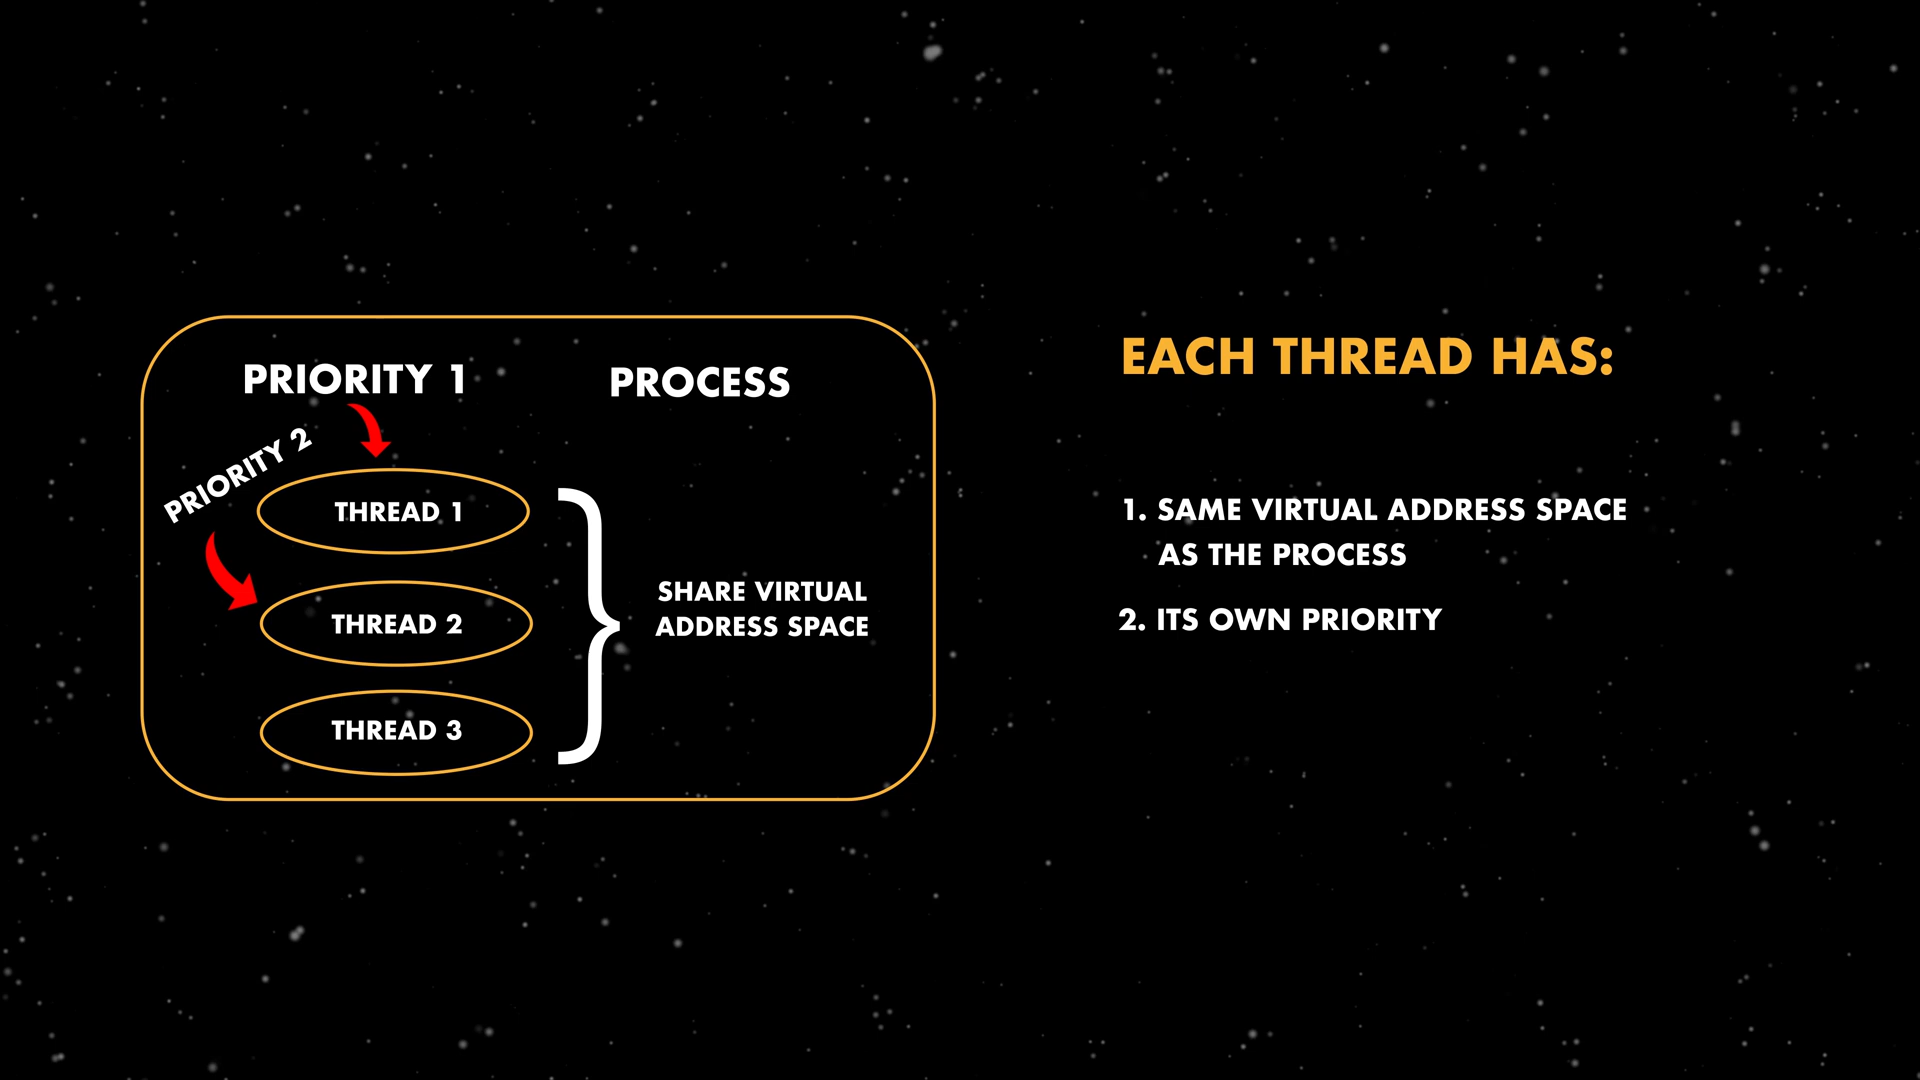 PRIORITY 1
PROCESS
PRIORITY 2
THREAD 1
THREAD 2
THREAD 3
SHARE VIRTUAL
ADDRESS SPACE
EACH THREAD HAS:
1. SAME VIRTUAL ADDRESS SPACE
AS THE PROCESS
2. ITS OWN PRIORITY